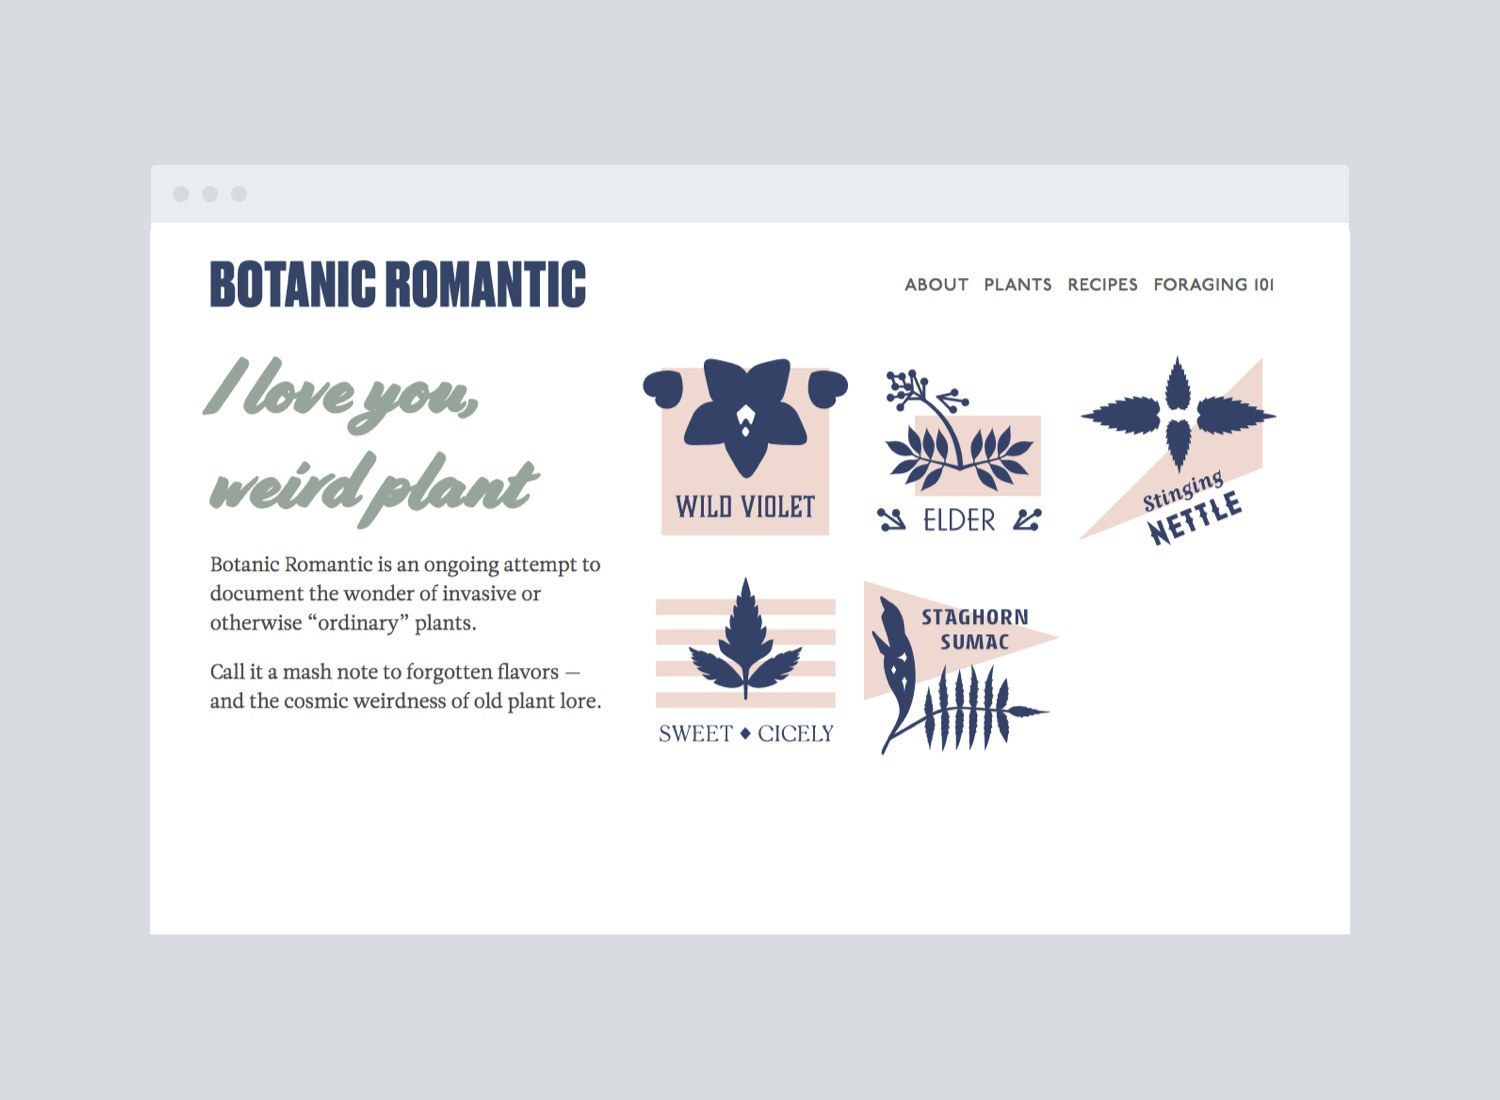 BOTANIC ROMANTIC
ABOUT PLANTS RECIPES FORAGING 101
I love you,
weird plant
Botanic Romantic is an ongoing attempt to
document the wonder of invasive or
otherwise “ordinary” plants.
Call it a mash note to forgotten flavors —
and the cosmic weirdness of old plant lore.
WILD VIOLET
ELDER
Stinging
NETTLE
SWEET ♦ CICELY
STAGHORN
SUMAC